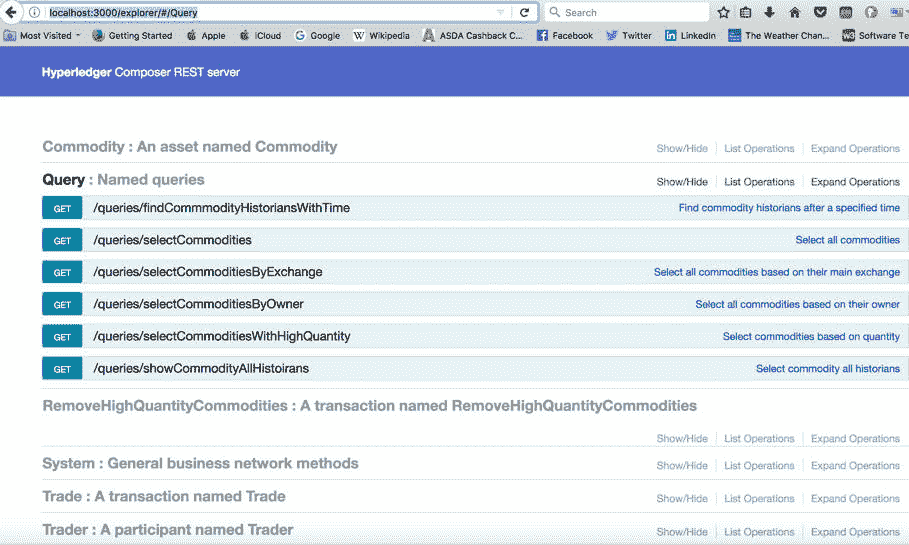 localhost:3000/explorer/#/Query
Search
Most Visited Getting Started Apple iCloud Google Wikipedia ASDA Cashback C... Facebook Twitter LinkedIn The Weather Chan... Software Te
Hyperledger Composer REST server
Commodity : An asset named Commodity Show/Hide List Operations Expand Operations
Query : Named queries Show/Hide List Operations Expand Operations
GET /queries/findCommmodityHistoriansWithTime Find commodity historians after a specified time
GET /queries/selectCommodities Select all commodities
GET /queries/selectCommoditiesByExchange Select all commodities based on their main exchange
GET /queries/selectCommoditiesByOwner Select all commodities based on their owner
GET /queries/selectCommoditiesWithHighQuantity Select commodities based on quantity
GET /queries/showCommodityAllHistoirans Select commodity all historians
RemoveHighQuantityCommodities : A transaction named RemoveHighQuantityCommodities
Show/Hide List Operations Expand Operations
System : General business network methods Show/Hide List Operations Expand Operations
Trade : A transaction named Trade Show/Hide List Operations Expand Operations
Trader : A participant named Trader Show/Hide List Operations Expand Operations